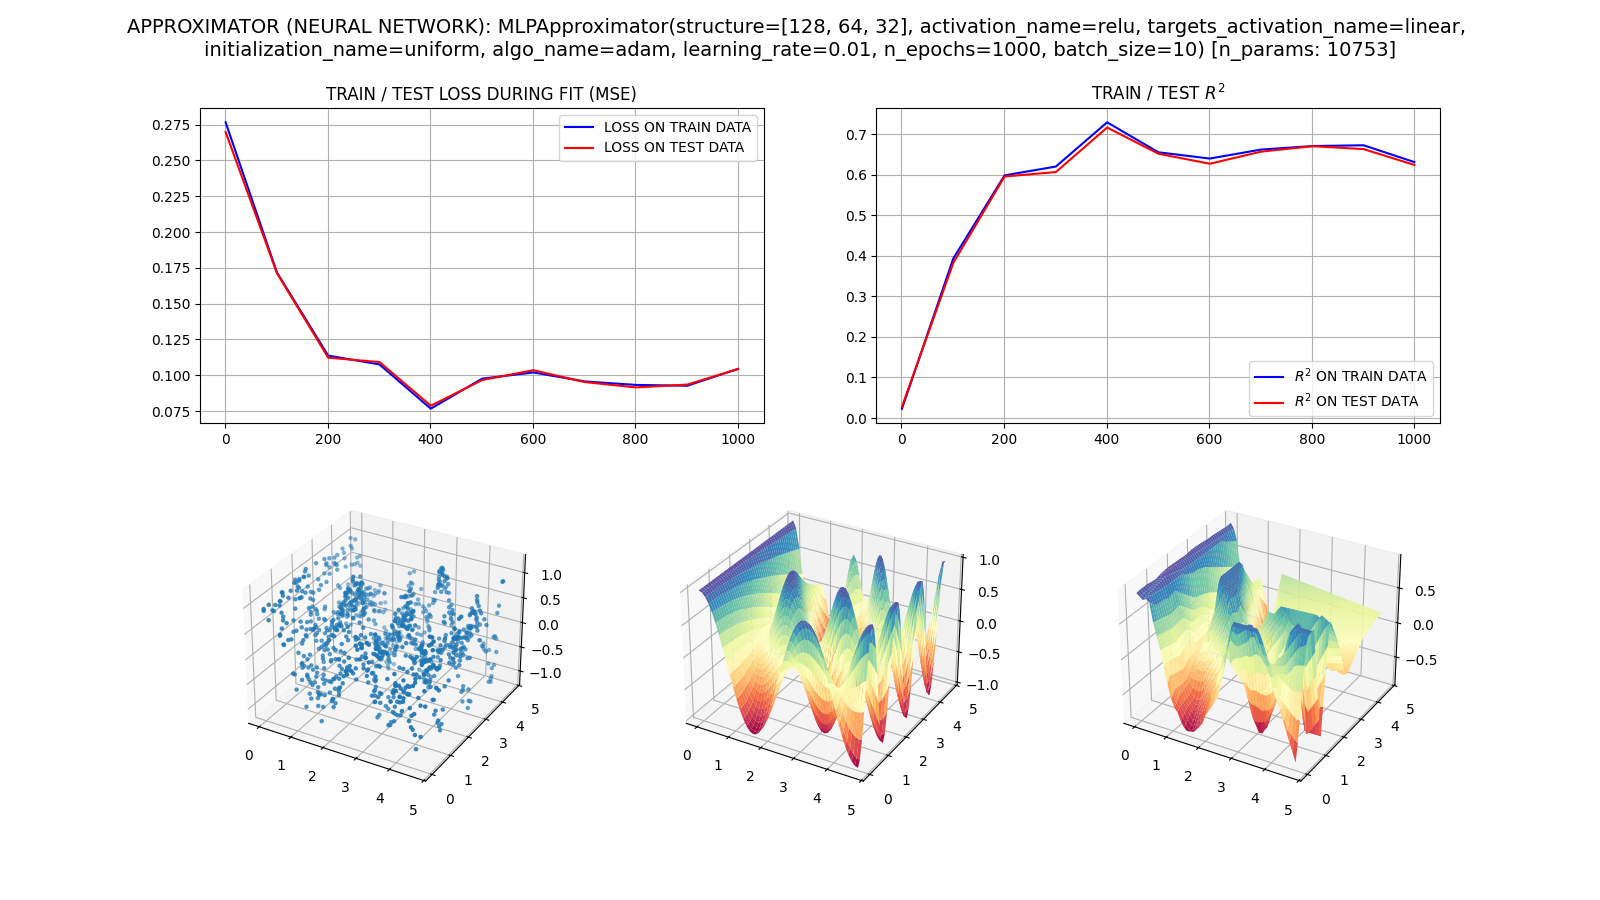 APPROXIMATOR (NEURAL NETWORK): MLPApproximator(structure=[128, 64, 32], activation_name=relu, targets_activation_name=linear,
initialization_name=uniform, algo_name=adam, learning_rate=0.01, n_epochs=1000, batch_size=10) [n_params: 10753]
TRAIN / TEST LOSS DURING FIT (MSE)
0.275
0.250
0.225
0.200
0.175
0.150
0.125
0.100
0.075
0 200 400 600 800 1000
LOSS ON TRAIN DATA
LOSS ON TEST DATA
TRAIN / TEST R²
0.7
0.6
0.5
0.4
0.3
0.2
0.1
0.0
0 200 400 600 800 1000
R² ON TRAIN DATA
R² ON TEST DATA
1.0
0.5
0.0
−0.5
−1.0
0 1 2 3 4 5
0 1 2 3 4 5
1.0
0.5
0.0
−0.5
−1.0
0 1 2 3 4 5
0 1 2 3 4 5
0.5
0.0
−0.5
0 1 2 3 4 5
0 1 2 3 4 5